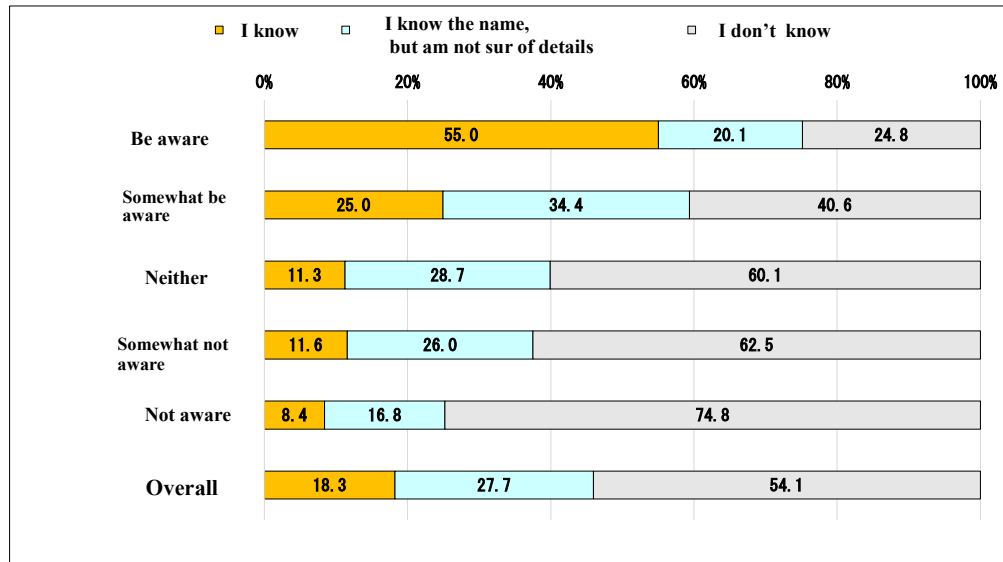 I know
I know the name,
but am not sur of details
I don't know
0% 20% 40% 60% 80% 100%
Be aware
55.0 20.1 24.8
Somewhat be
aware
25.0 34.4 40.6
Neither
11.3 28.7 60.1
Somewhat not
aware
11.6 26.0 62.5
Not aware
8.4 16.8 74.8
Overall
18.3 27.7 54.1